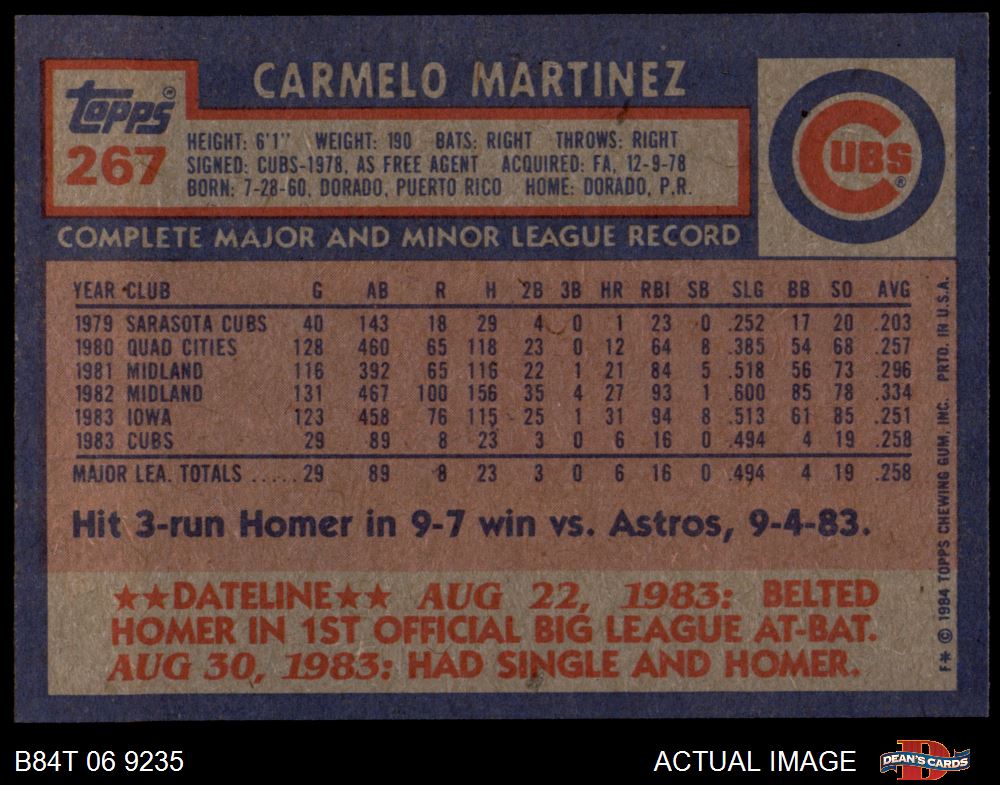 CARMELO MARTINEZ
topps®
267
HEIGHT: 6'1" WEIGHT: 190 BATS: RIGHT THROWS: RIGHT
SIGNED: CUBS-1978, AS FREE AGENT ACQUIRED: FA, 12-9-78
BORN: 7-28-60, DORADO, PUERTO RICO HOME: DORADO, P.R.
CUBS®
COMPLETE MAJOR AND MINOR LEAGUE RECORD
YEAR CLUB G AB R H 2B 3B HR RBI SB SLG BB SO AVG
1979 SARASOTA CUBS 40 143 18 29 4 0 1 23 0 .252 17 20 .203
1980 QUAD CITIES 128 460 65 118 23 0 12 64 8 .385 54 68 .257
1981 MIDLAND 116 392 65 116 22 1 21 84 5 .518 56 73 .296
1982 MIDLAND 131 467 100 156 35 4 27 93 1 .600 85 78 .334
1983 IOWA 123 458 76 115 25 1 31 94 8 .513 61 85 .251
1983 CUBS 29 89 8 23 3 0 6 16 0 .494 4 19 .258
MAJOR LEA. TOTALS ..... 29 89 8 23 3 0 6 16 0 .494 4 19 .258
Hit 3-run Homer in 9-7 win vs. Astros, 9-4-83.
★★DATELINE★★ AUG 22, 1983: BELTED
HOMER IN 1ST OFFICIAL BIG LEAGUE AT-BAT.
AUG 30, 1983: HAD SINGLE AND HOMER.
F* © 1984 TOPPS CHEWING GUM, INC. PRTD. IN U.S.A.
B84T 06 9235
ACTUAL IMAGE
DEAN'S CARDS